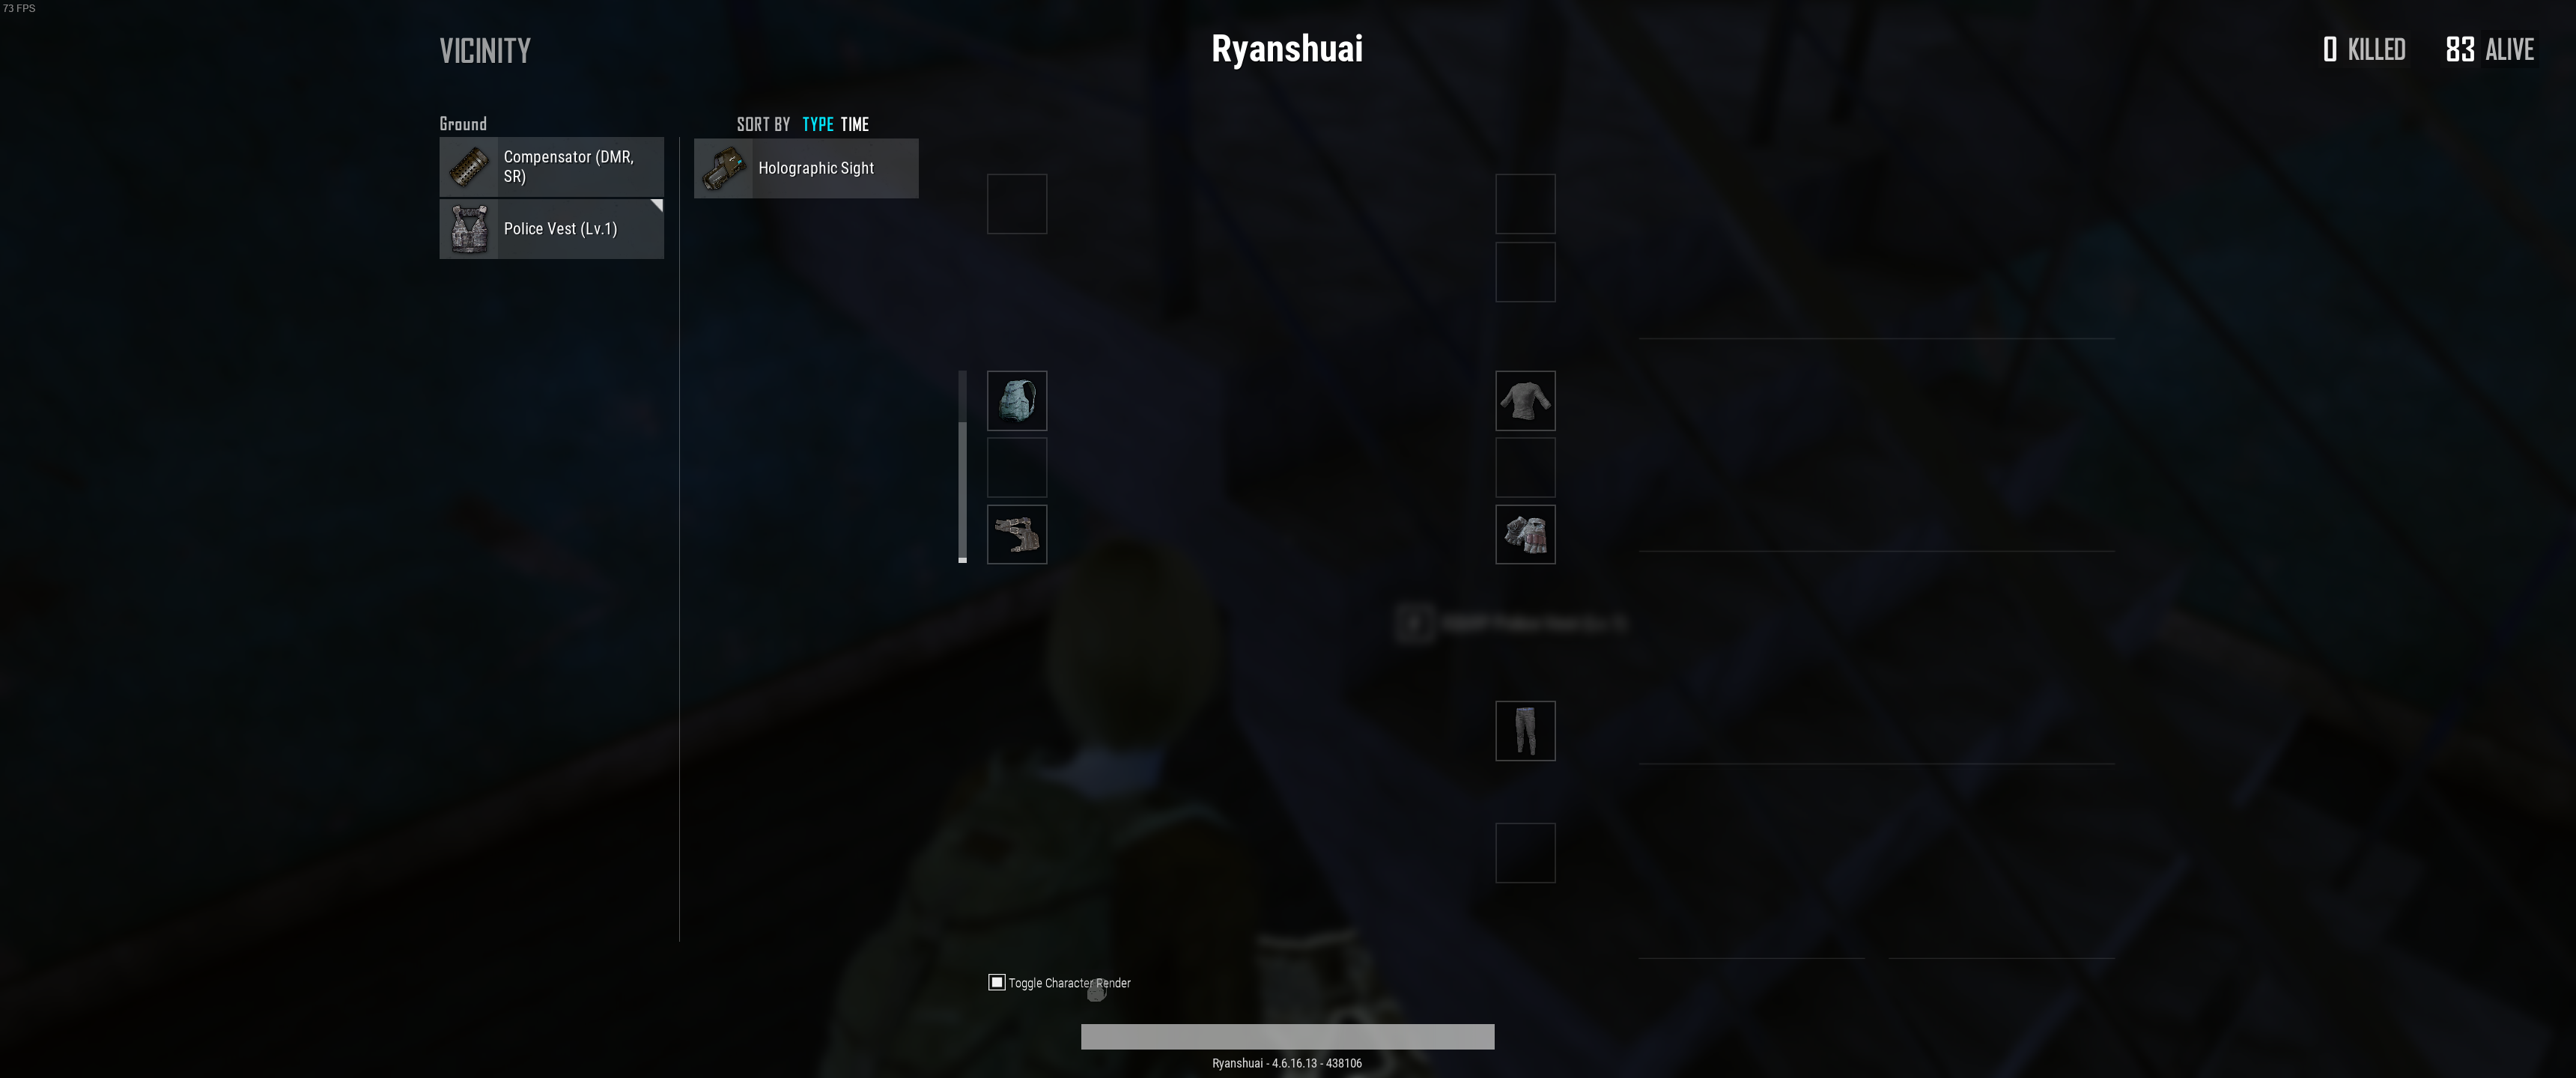 73 FPS
VICINITY
Ryanshuai
0 KILLED 83 ALIVE
Ground
SORT BY TYPE TIME
Compensator (DMR,
SR)
Holographic Sight
Police Vest (Lv.1)
Toggle Character Render
Ryanshuai - 4.6.16.13 - 438106